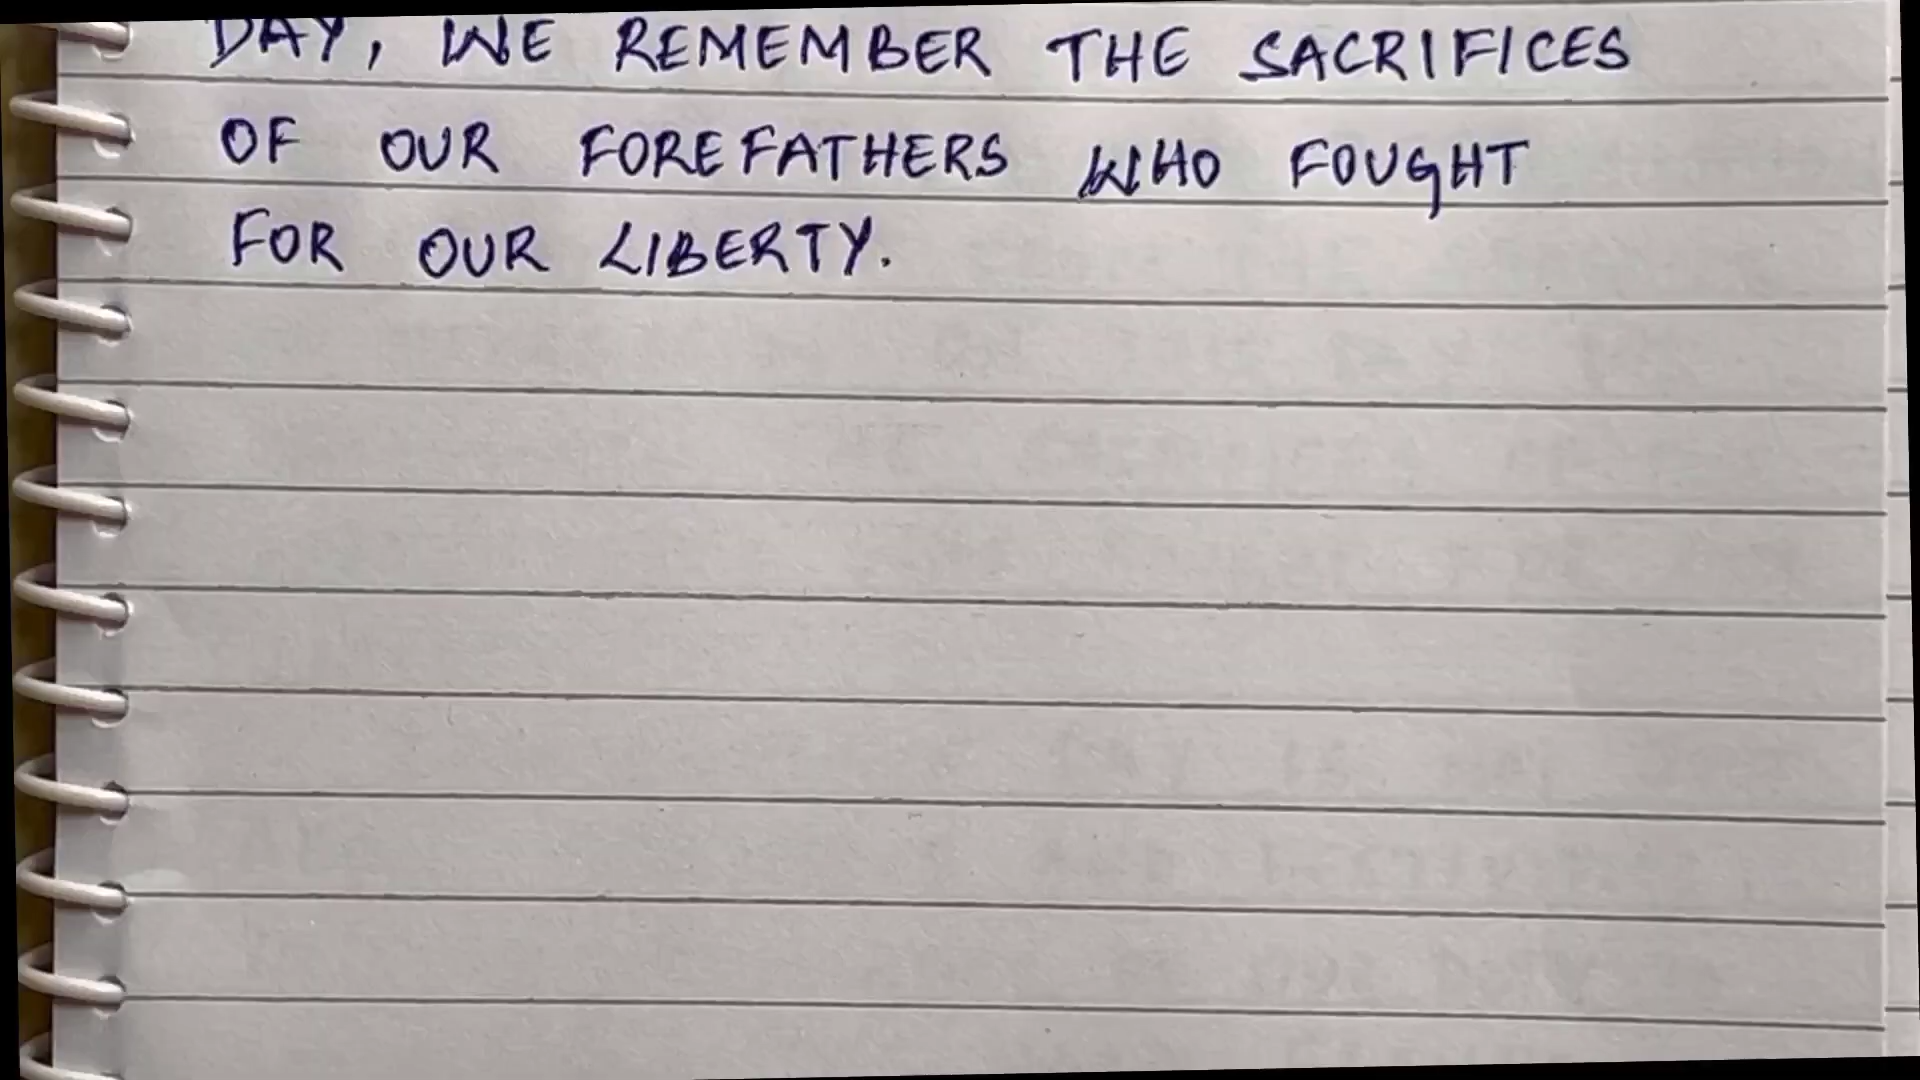 DAY, WE REMEMBER THE SACRIFICES
OF OUR FOREFATHERS WHO FOUGHT
FOR OUR LIBERTY.